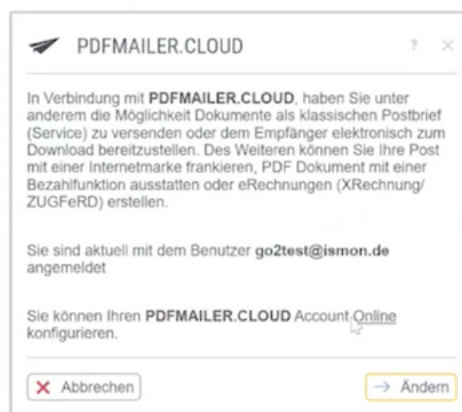 PDFMAILER.CLOUD ? ×
In Verbindung mit PDFMAILER.CLOUD, haben Sie unter
anderem die Möglichkeit Dokumente als klassischen Postbrief
(Service) zu versenden oder dem Empfänger elektronisch zum
Download bereitzustellen. Des Weiteren können Sie Ihre Post
mit einer Internetmarke frankieren, PDF Dokument mit einer
Bezahlfunktion ausstatten oder eRechnungen (XRechnung/
ZUGFeRD) erstellen.
Sie sind aktuell mit dem Benutzer go2test@ismon.de
angemeldet
Sie können Ihren PDFMAILER.CLOUD Account Online
konfigurieren.
Abbrechen
Ändern